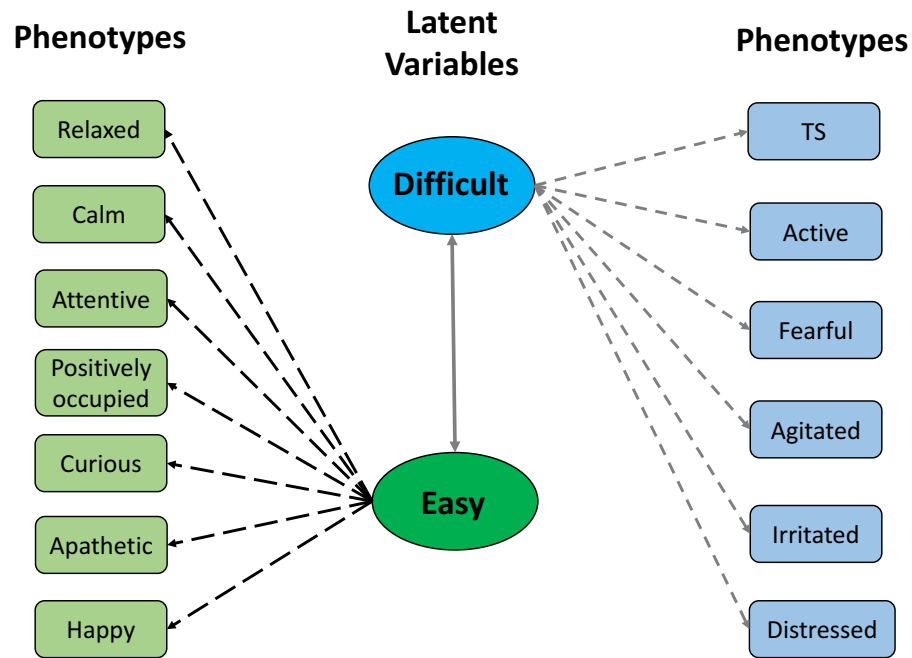 Phenotypes
Relaxed
Calm
Attentive
Positively
occupied
Curious
Apathetic
Happy
Latent
Variables
Difficult
Easy
Phenotypes
TS
Active
Fearful
Agitated
Irritated
Distressed